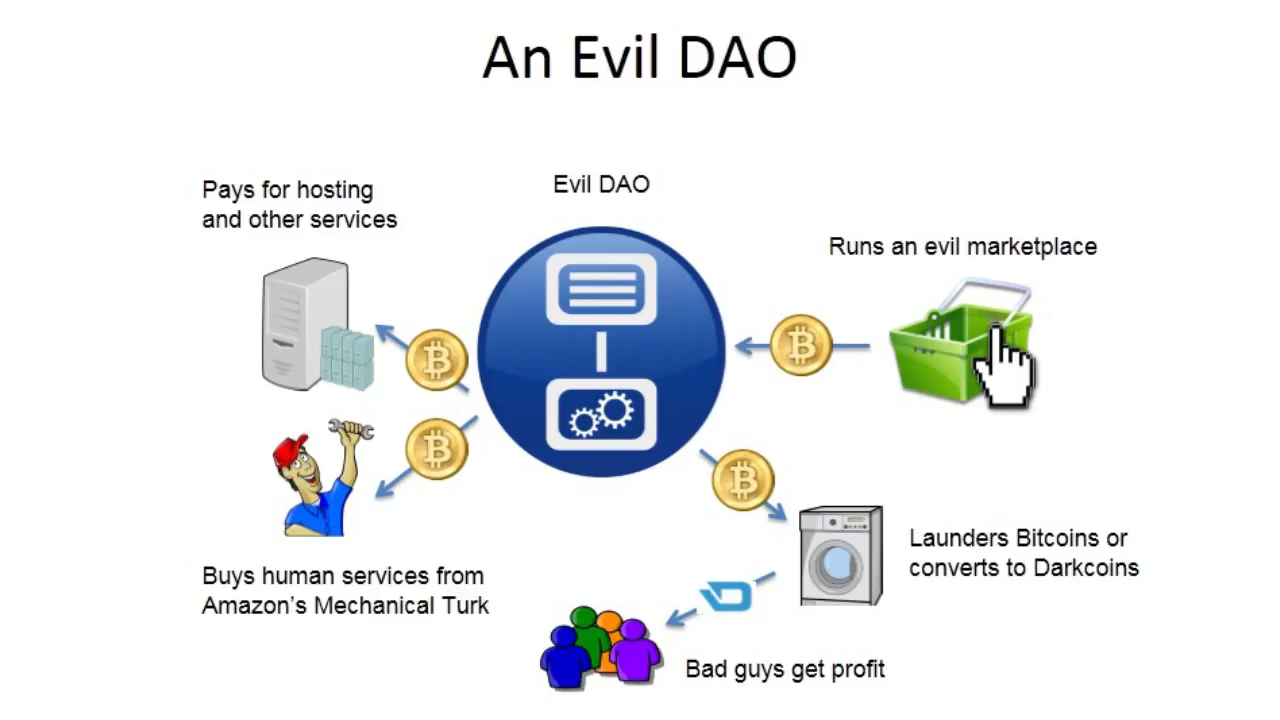 An Evil DAO
Pays for hosting
and other services
Evil DAO
Runs an evil marketplace
Buys human services from
Amazon’s Mechanical Turk
Launders Bitcoins or
converts to Darkcoins
Bad guys get profit